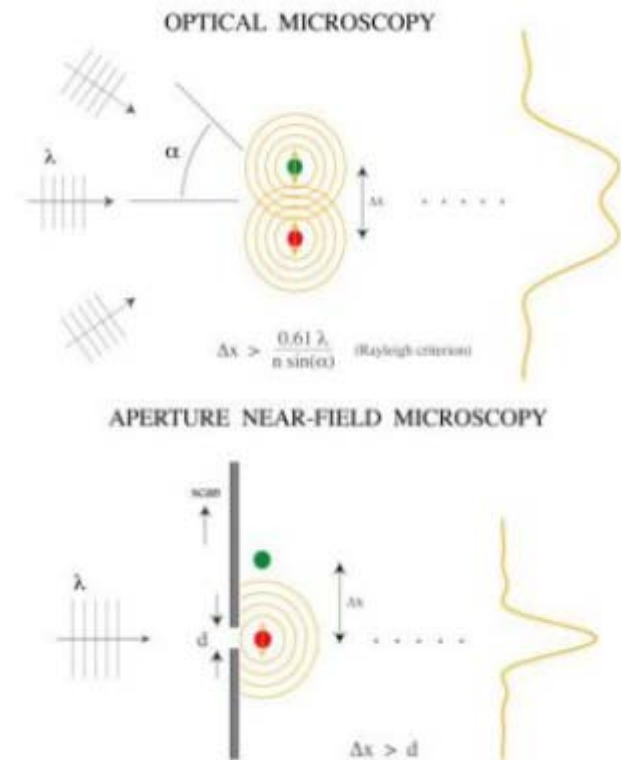 OPTICAL MICROSCOPY
λ
α
Δx
Δx > 0.61 λ / n sin(α) (Rayleigh criterion)
APERTURE NEAR-FIELD MICROSCOPY
scan
λ
Δx
d
Δx > d